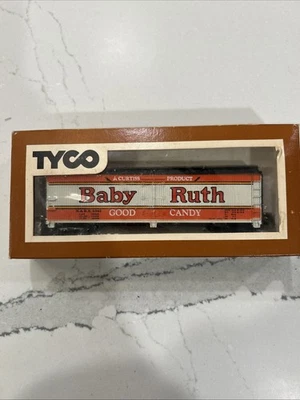 TYCO
A CURTISS PRODUCT
Baby Ruth
GOOD CANDY